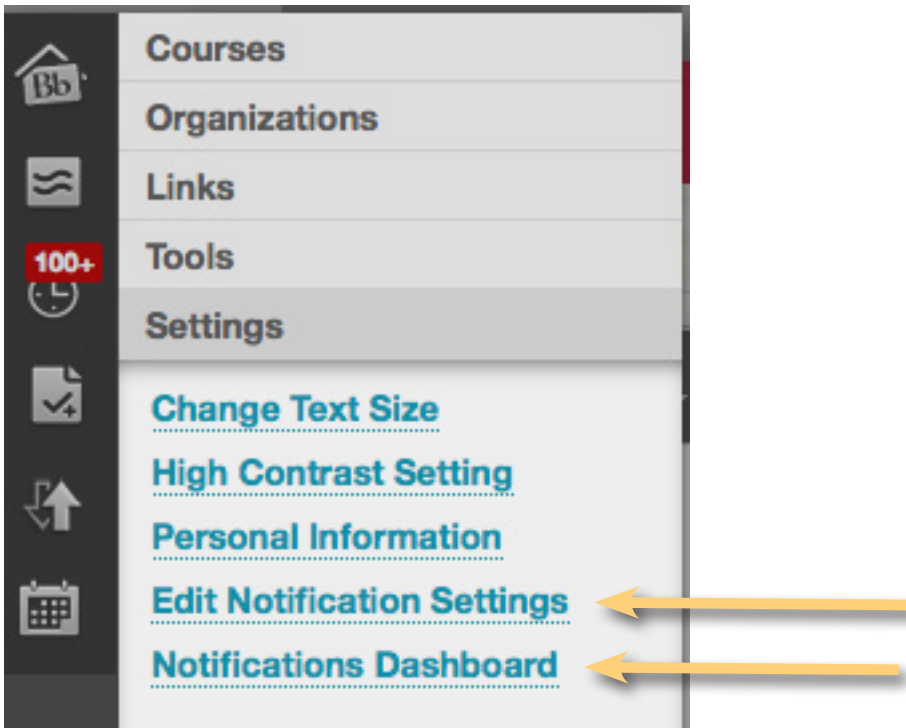 Bb
Courses
Organizations
Links
100+
Tools
Settings
Change Text Size
High Contrast Setting
Personal Information
Edit Notification Settings
Notifications Dashboard